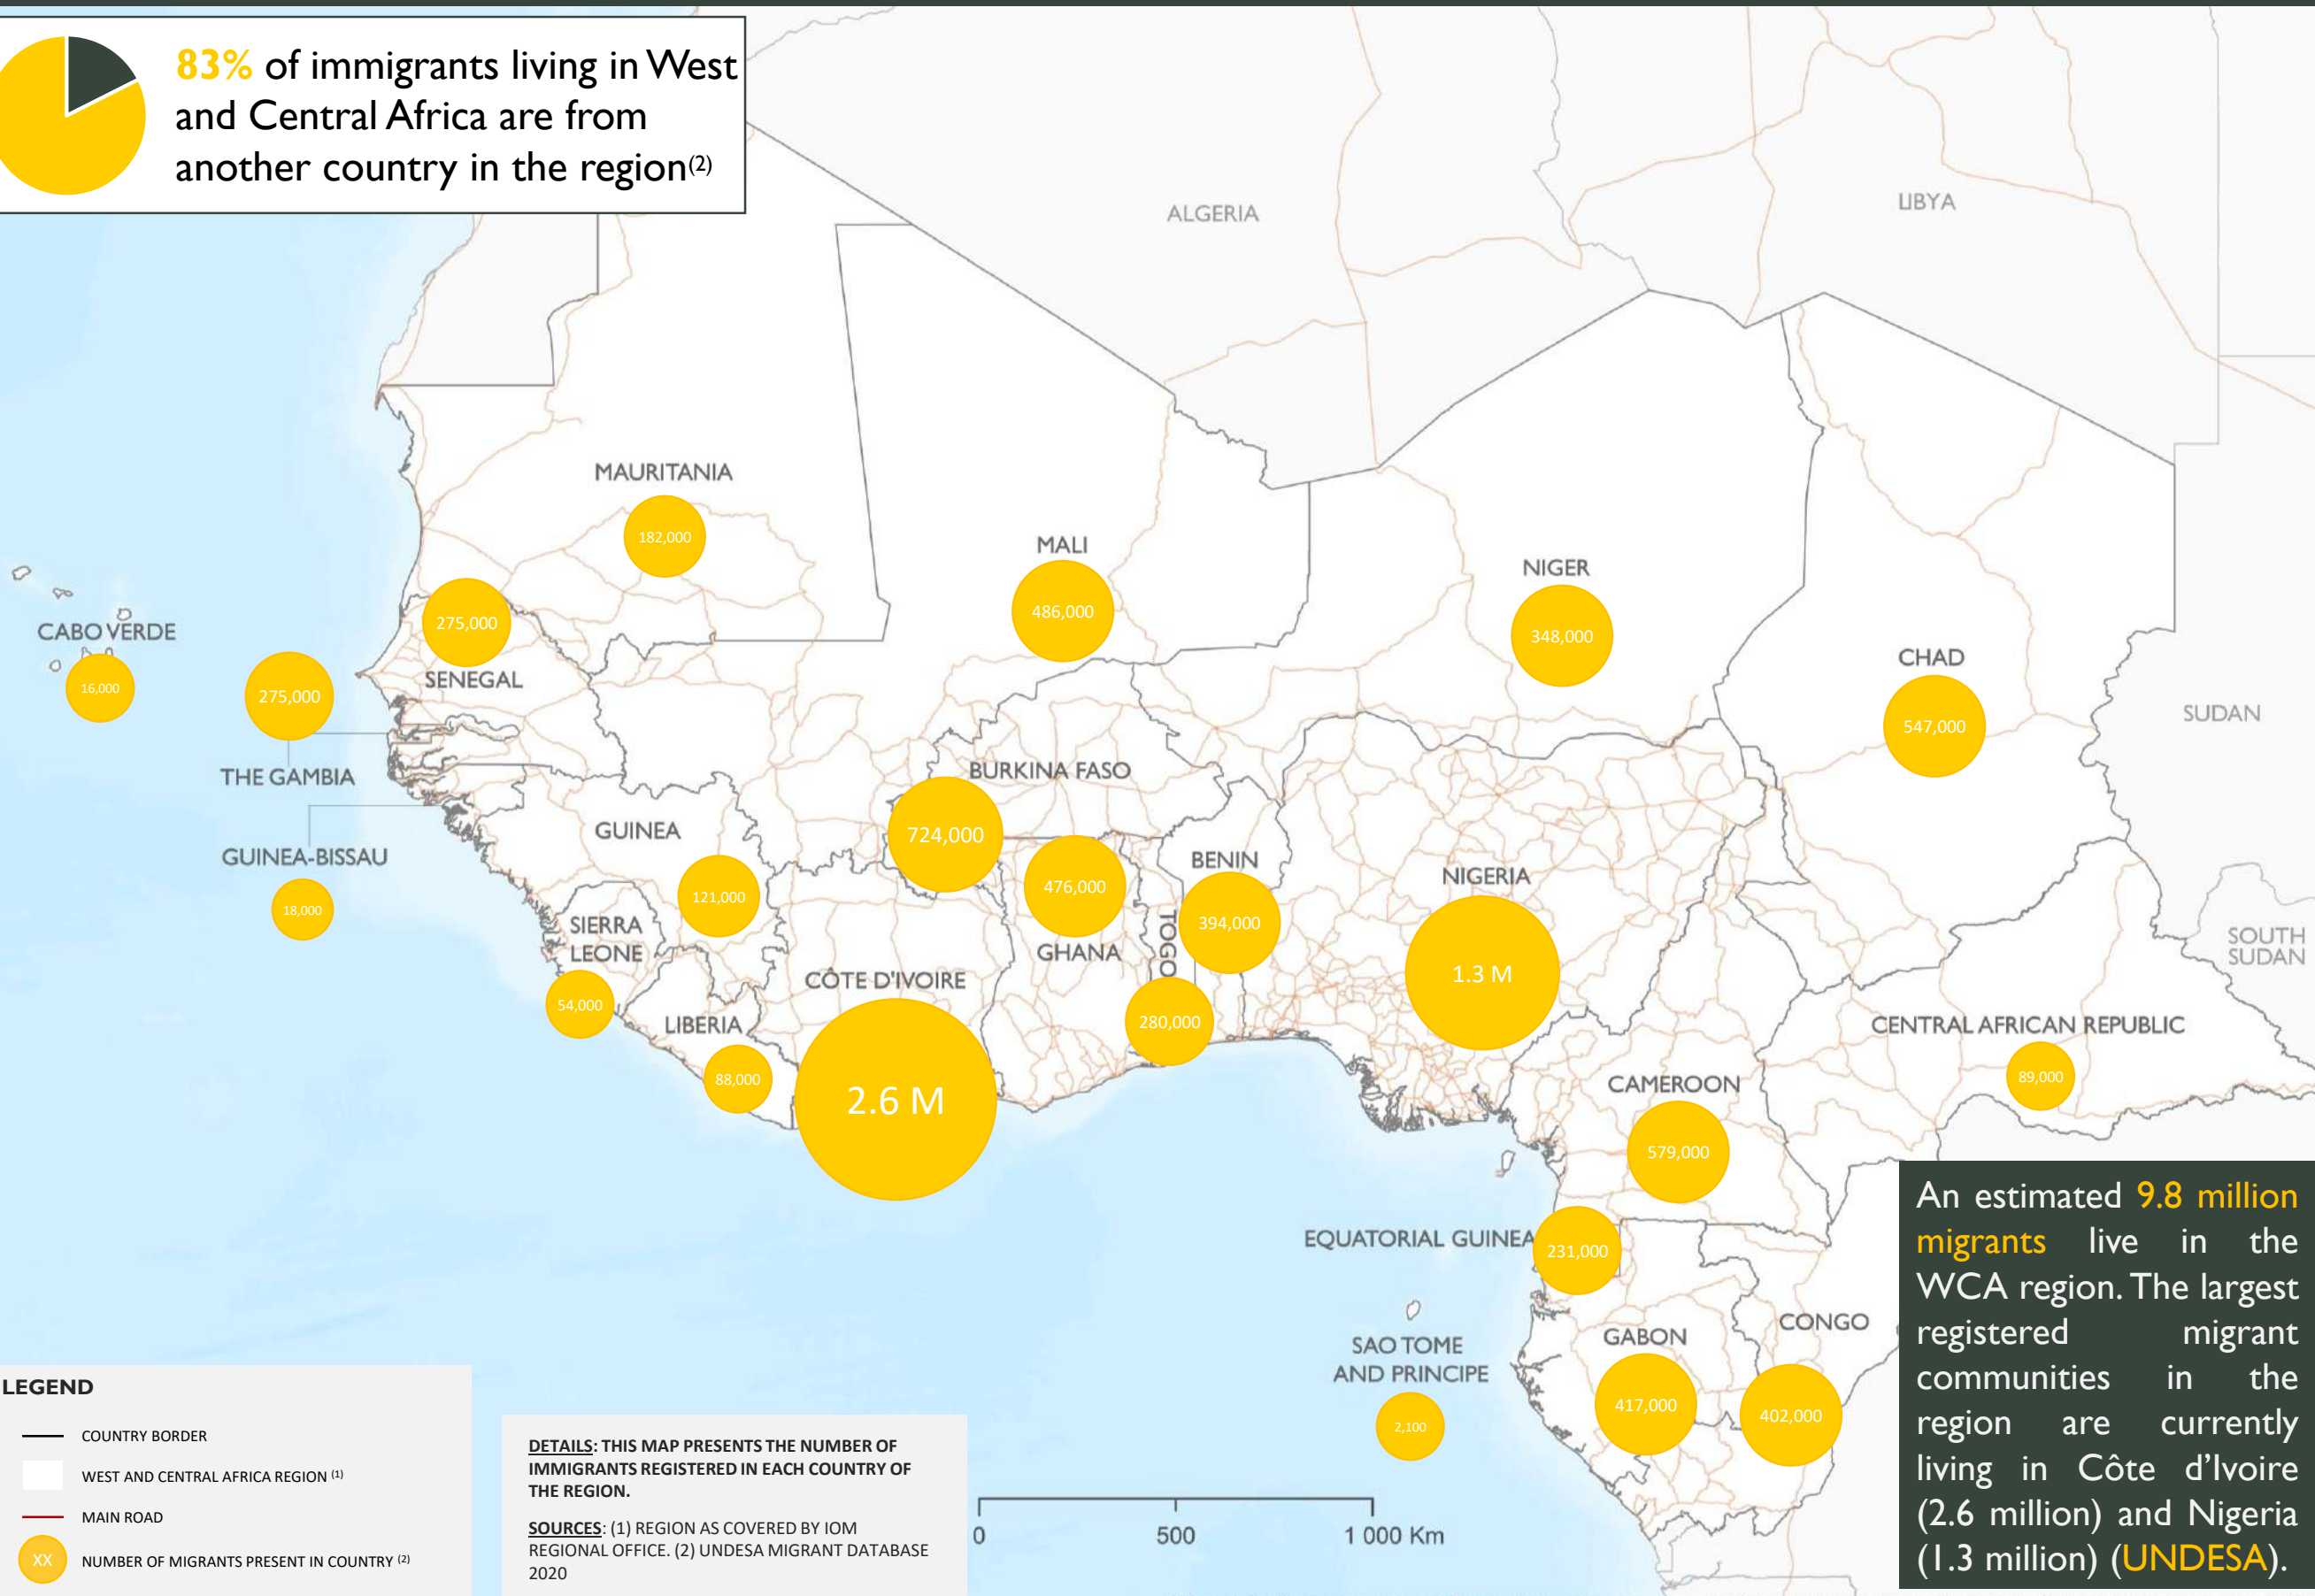 83% of immigrants living in West
and Central Africa are from
another country in the region(2)
ALGERIA
LIBYA
MAURITANIA
182,000
MALI
486,000
NIGER
348,000
CHAD
547,000
SUDAN
CABO VERDE
16,000
275,000
SENEGAL
275,000
THE GAMBIA
GUINEA-BISSAU
18,000
GUINEA
121,000
BURKINA FASO
724,000
476,000
GHANA
BENIN
394,000
TOGO
280,000
NIGERIA
1.3 M
SIERRA
LEONE
54,000
LIBERIA
88,000
CÔTE D'IVOIRE
2.6 M
SOUTH
SUDAN
CENTRAL AFRICAN REPUBLIC
89,000
CAMEROON
579,000
EQUATORIAL GUINEA
231,000
SAO TOME
AND PRINCIPE
2,100
GABON
417,000
CONGO
402,000
An estimated 9.8 million
migrants live in the
WCA region. The largest
registered migrant
communities in the
region are currently
living in Côte d'Ivoire
(2.6 million) and Nigeria
(1.3 million) (UNDESA).
LEGEND
COUNTRY BORDER
WEST AND CENTRAL AFRICA REGION (1)
MAIN ROAD
XX NUMBER OF MIGRANTS PRESENT IN COUNTRY (2)
DETAILS: THIS MAP PRESENTS THE NUMBER OF
IMMIGRANTS REGISTERED IN EACH COUNTRY OF
THE REGION.
SOURCES: (1) REGION AS COVERED BY IOM
REGIONAL OFFICE. (2) UNDESA MIGRANT DATABASE
2020
0 500 1 000 Km